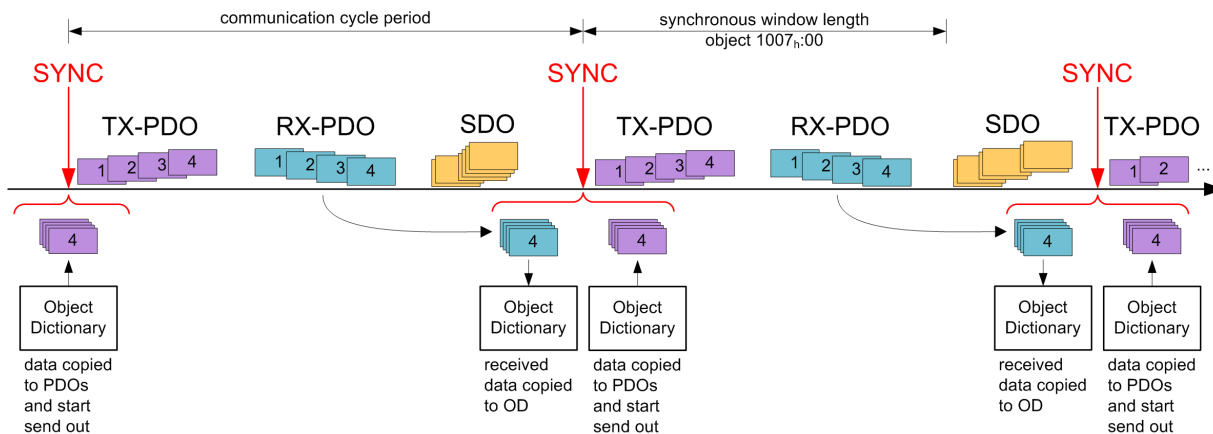 communication cycle period
synchronous window length
object 1007h:00
SYNC
SYNC
SYNC
TX-PDO
RX-PDO
SDO
TX-PDO
RX-PDO
SDO
TX-PDO
1 2 3 4
1 2 3 4
1 2 3 4
1 2 3 4
1 2 ...
4
4
4
4
4
Object
Dictionary
Object
Dictionary
Object
Dictionary
Object
Dictionary
Object
Dictionary
data copied
to PDOs
and start
send out
received
data copied
to OD
data copied
to PDOs
and start
send out
received
data copied
to OD
data copied
to PDOs
and start
send out